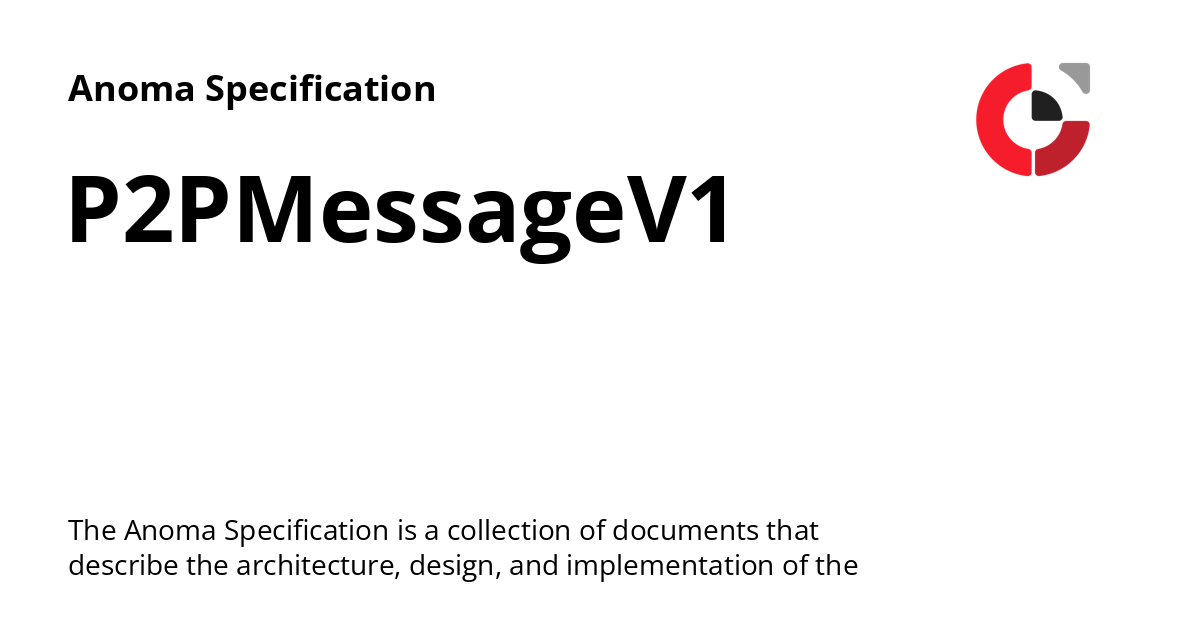 Anoma Specification
P2PMessageV1
The Anoma Specification is a collection of documents that
describe the architecture, design, and implementation of the